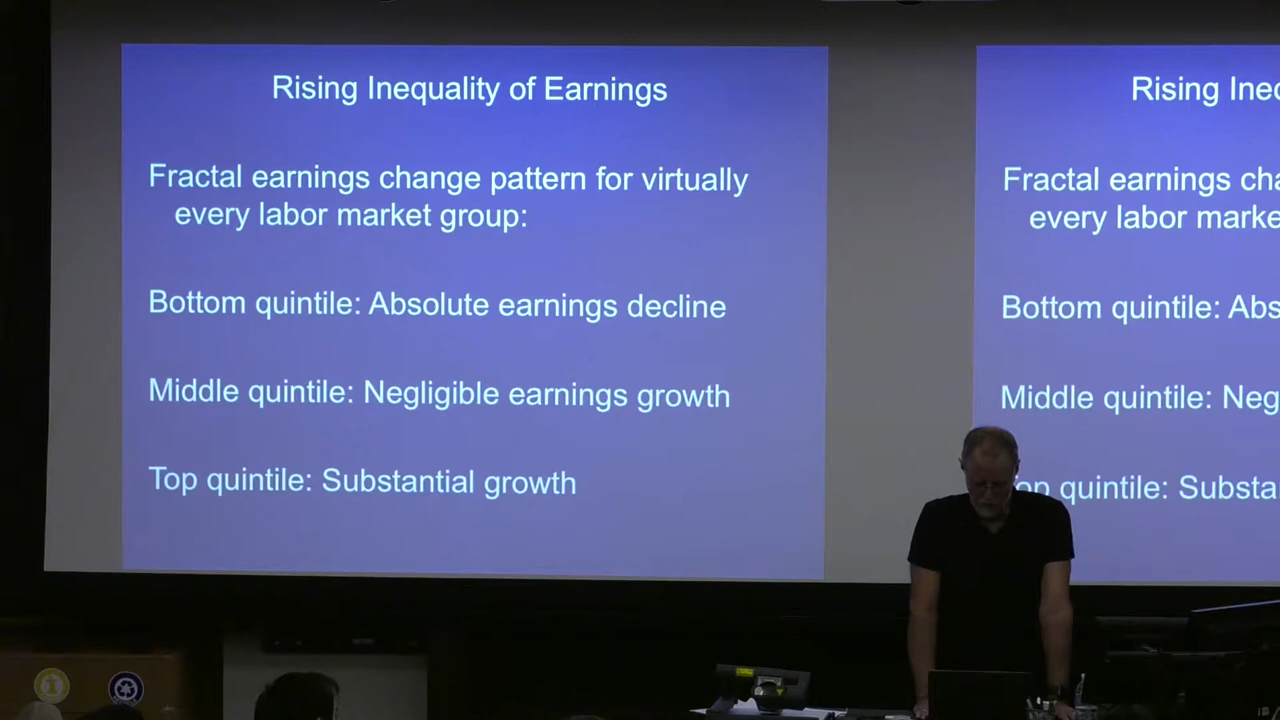 Rising Inequality of Earnings
Fractal earnings change pattern for virtually
every labor market group:
Bottom quintile: Absolute earnings decline
Middle quintile: Negligible earnings growth
Top quintile: Substantial growth
Rising Ineq
Fractal earnings cha
every labor marke
Bottom quintile: Abs
Middle quintile: Neg
op quintile: Substa